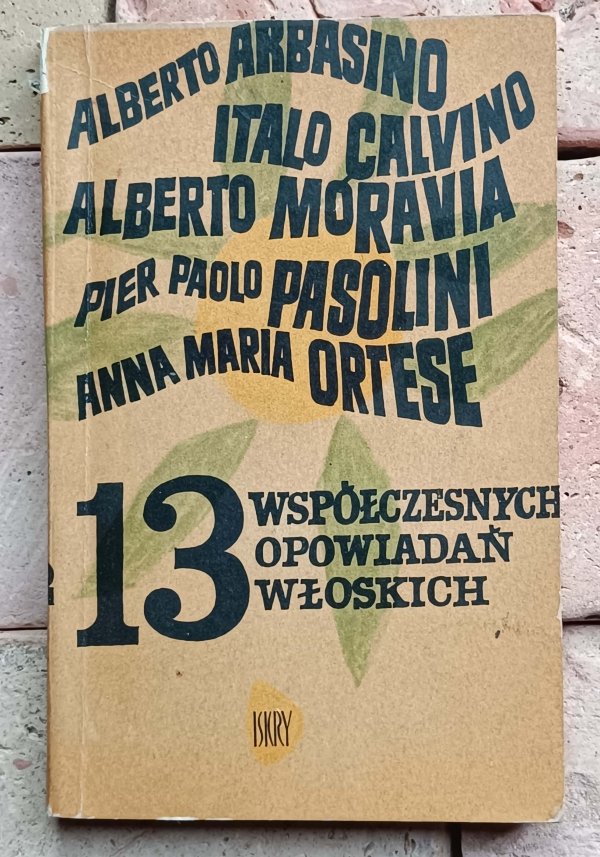 ALBERTO ARBASINO
ITALO CALVINO
ALBERTO MORAVIA
PIER PAOLO PASOLINI
ANNA MARIA ORTESE
13 WSPÓŁCZESNYCH
OPOWIADAŃ
WŁOSKICH
ISKRY